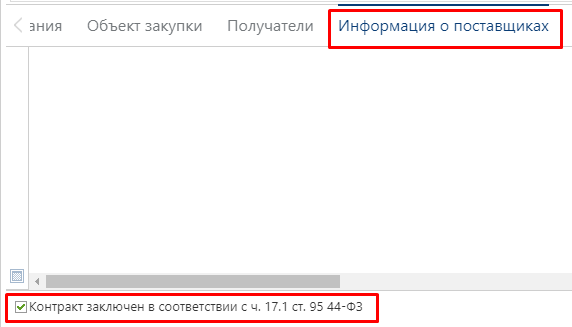 ания Объект закупки Получатели Информация о поставщиках
Контракт заключен в соответствии с ч. 17.1 ст. 95 44-ФЗ